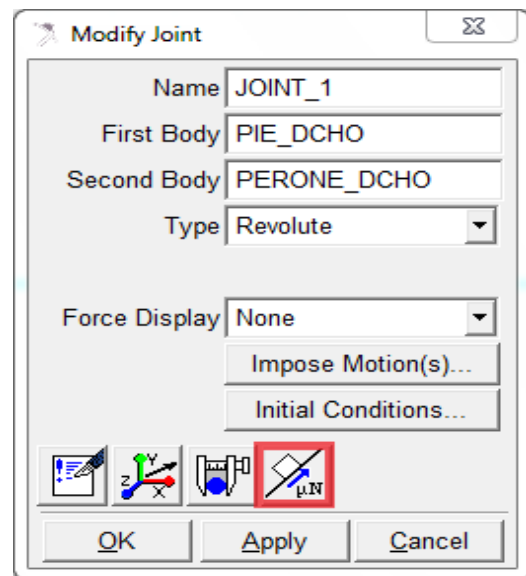 Modify Joint
Name JOINT_1
First Body PIE_DCHO
Second Body PERONE_DCHO
Type Revolute
Force Display None
Impose Motion(s)...
Initial Conditions...
Z Y X μN
OK Apply Cancel